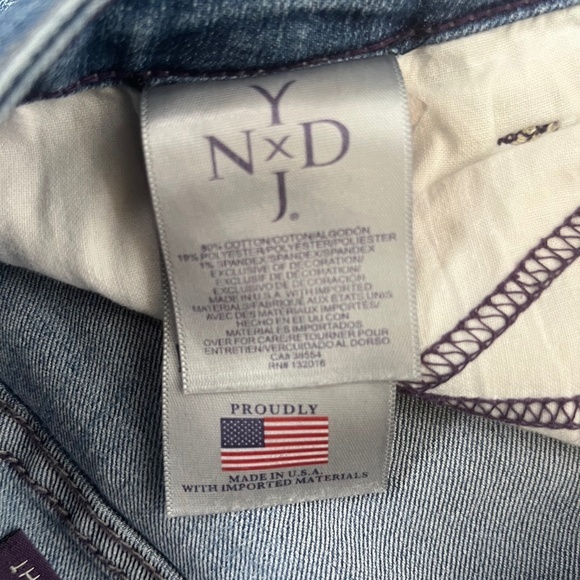 Y
N x D
J®
80% COTTON/COTON/ALGODÓN
19% POLYESTER/POLYESTER/POLIESTER
1% SPANDEX/SPANDEX/SPANDEX
EXCLUSIVE OF DECORATION/
EXCLUSIF DE DÉCORATION/
EXCLUSIVO DE DECORACIÓN
MADE IN U.S.A WITH IMPORTED
MATERIALS/FABRIQUÉ AUX ÉTATS UNIS
AVEC DES MATÉRIAUX IMPORTÉS/
HECHO EN EE UU CON
MATERIALES IMPORTADOS
OVER FOR CARE/RETOURNER POUR
ENTRETIEN/VER CUIDADO AL DORSO
CA# 38554
RN# 132016
PROUDLY
MADE IN U.S.A.
WITH IMPORTED MATERIALS